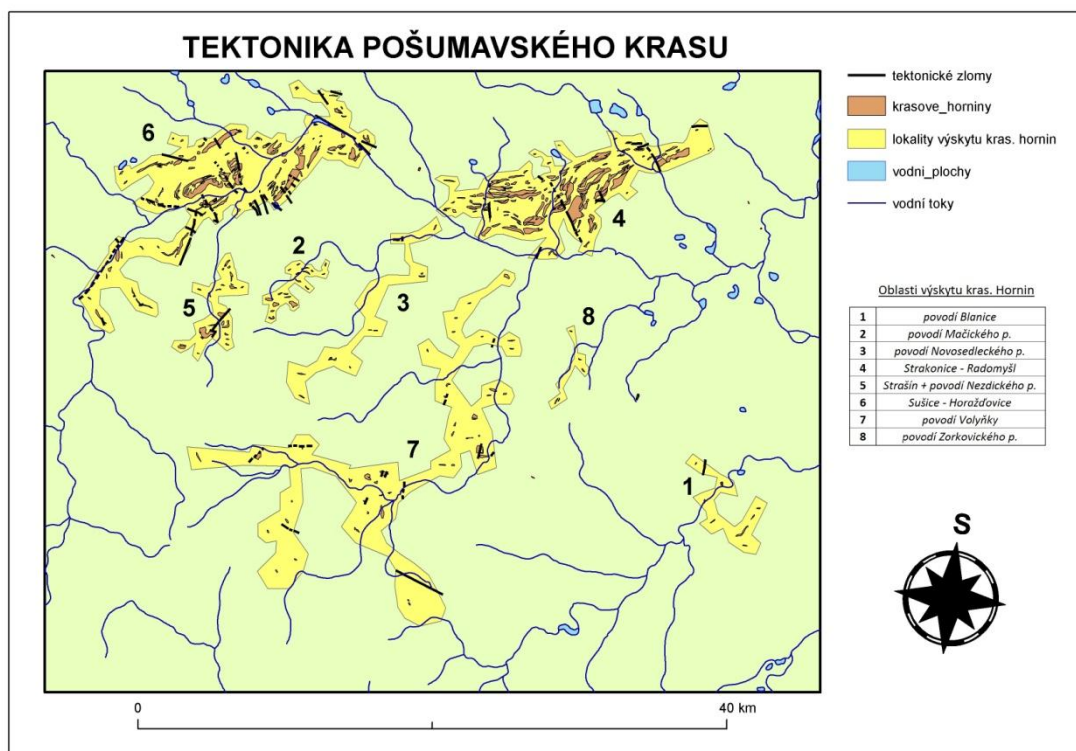 TEKTONIKA POŠUMAVSKÉHO KRASU
tektonické zlomy
krasove_horniny
lokality výskytu kras. hornin
vodni_plochy
vodní toky
6
4
2
3
5
8
7
1
Oblasti výskytu kras. Hornin
1 povodí Blanice
2 povodí Mačického p.
3 povodí Novosedleckého p.
4 Strakonice - Radomyšl
5 Strašín + povodí Nezdického p.
6 Sušice - Horažďovice
7 povodí Volyňky
8 povodí Zorkovického p.
S
0 40 km